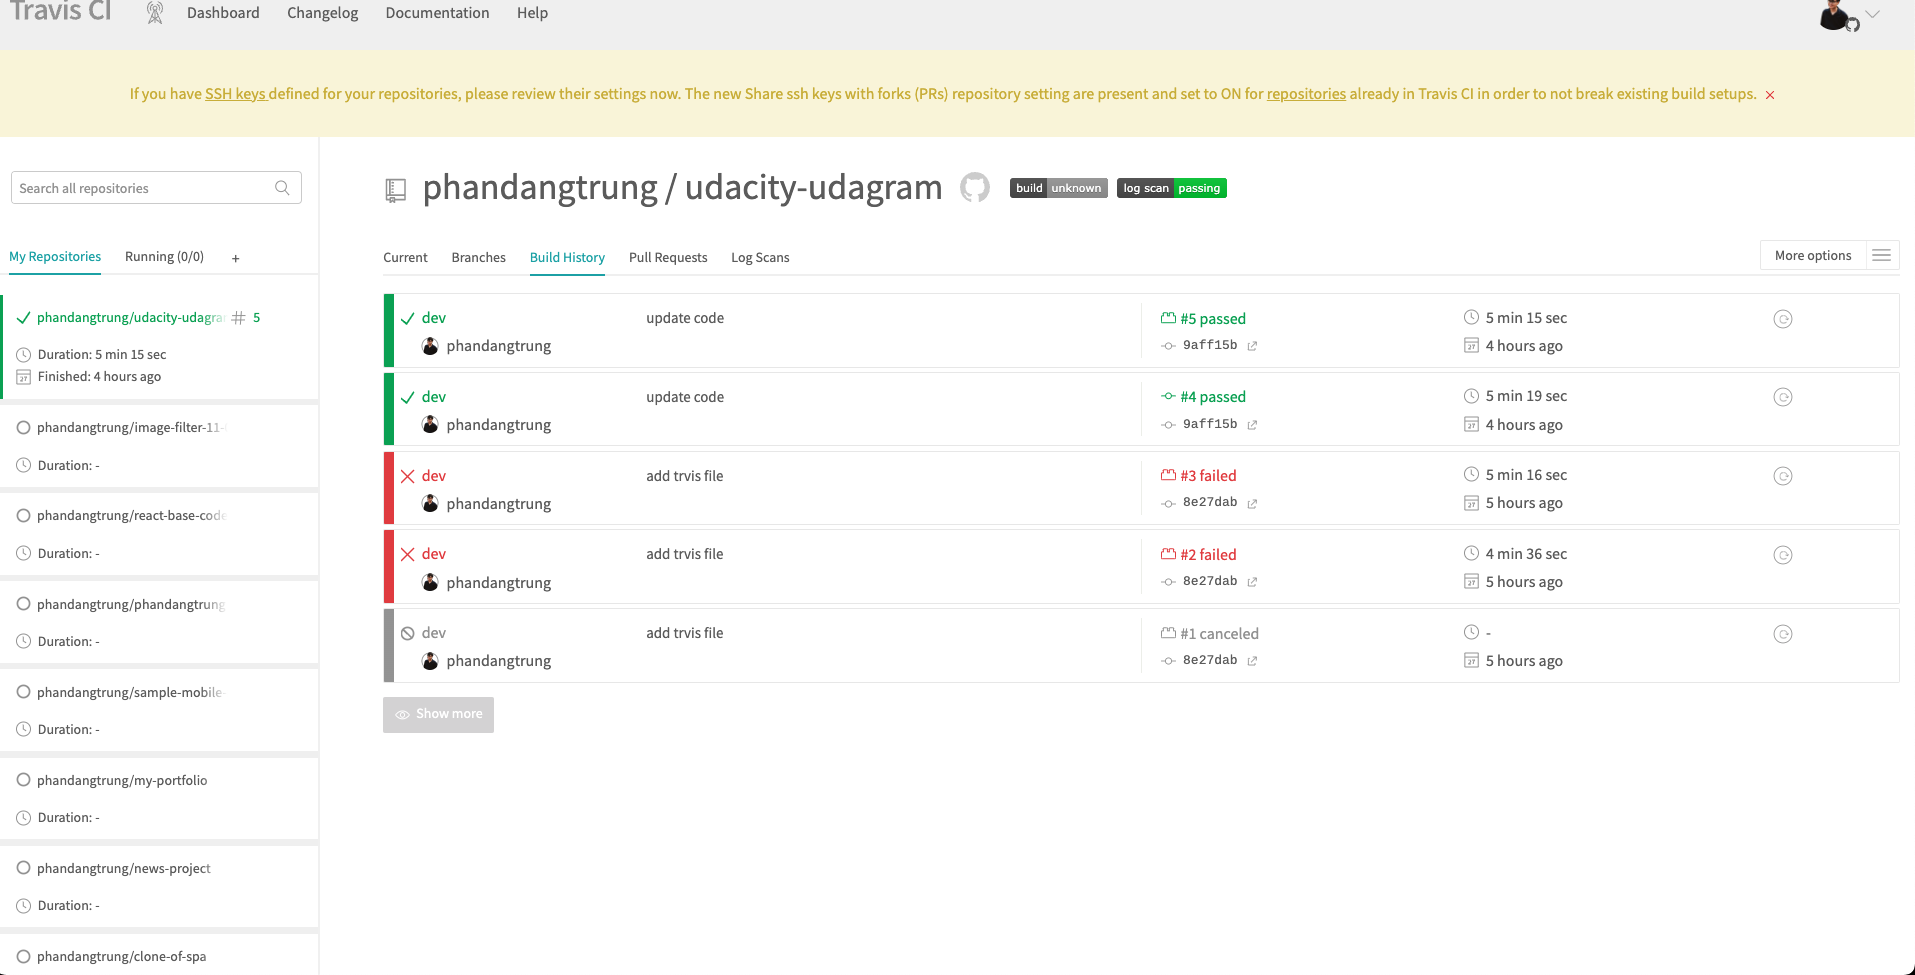 Travis CI
Dashboard Changelog Documentation Help
If you have SSH keys defined for your repositories, please review their settings now. The new Share ssh keys with forks (PRs) repository setting are present and set to ON for repositories already in Travis CI in order to not break existing build setups.
Search all repositories
My Repositories Running (0/0) +
phandangtrung/udacity-udagra # 5
Duration: 5 min 15 sec
Finished: 4 hours ago
phandangtrung/image-filter-11-
Duration: -
phandangtrung/react-base-code
Duration: -
phandangtrung/phandangtrung
Duration: -
phandangtrung/sample-mobile-
Duration: -
phandangtrung/my-portfolio
Duration: -
phandangtrung/news-project
Duration: -
phandangtrung/clone-of-spa
phandangtrung / udacity-udagram build unknown log scan passing
Current Branches Build History Pull Requests Log Scans More options
dev update code #5 passed 5 min 15 sec
phandangtrung 9aff15b 4 hours ago
dev update code #4 passed 5 min 19 sec
phandangtrung 9aff15b 4 hours ago
dev add trvis file #3 failed 5 min 16 sec
phandangtrung 8e27dab 5 hours ago
dev add trvis file #2 failed 4 min 36 sec
phandangtrung 8e27dab 5 hours ago
dev add trvis file #1 canceled -
phandangtrung 8e27dab 5 hours ago
Show more